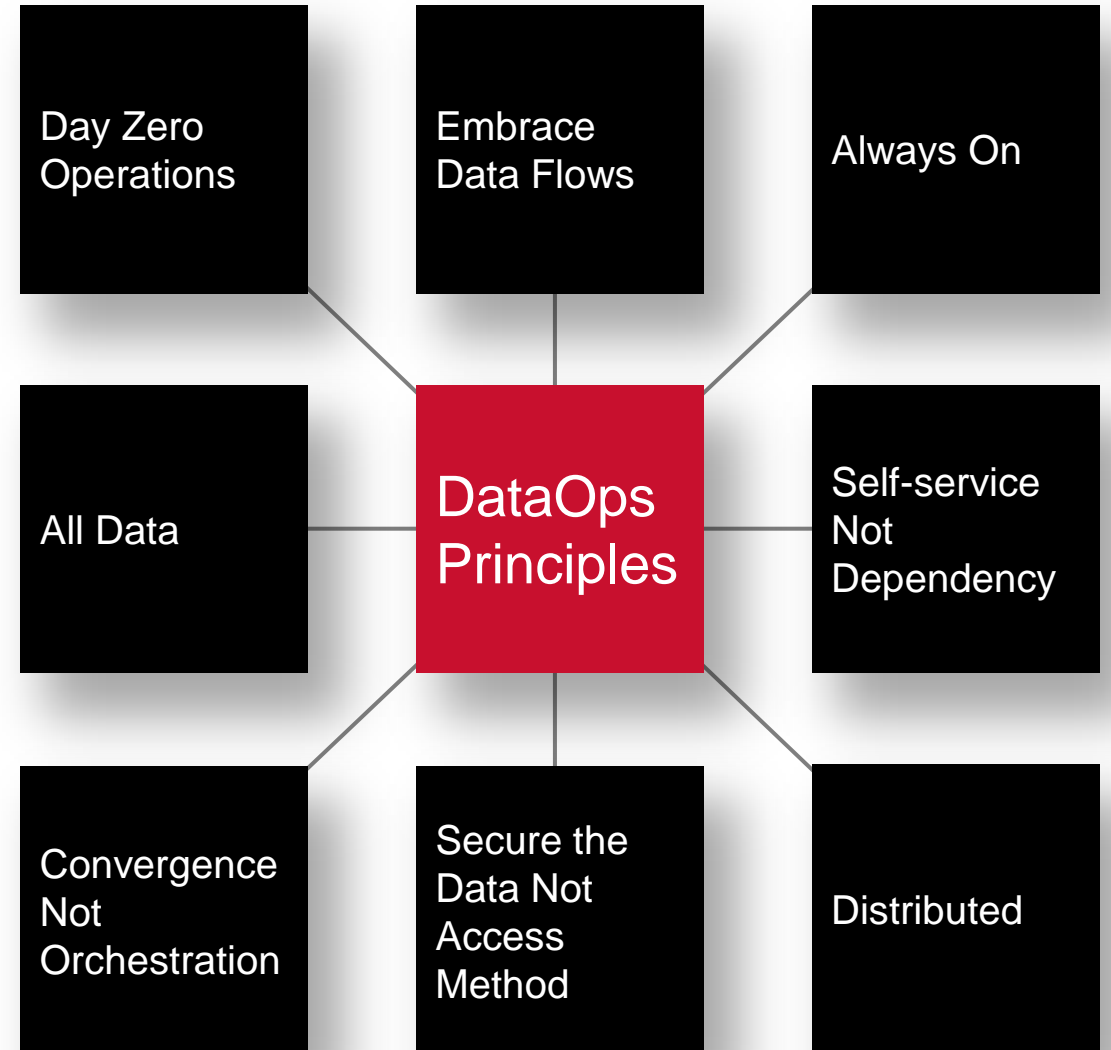 Day Zero
Operations
Embrace
Data Flows
Always On
All Data
DataOps
Principles
Self-service
Not
Dependency
Convergence
Not
Orchestration
Secure the
Data Not
Access
Method
Distributed